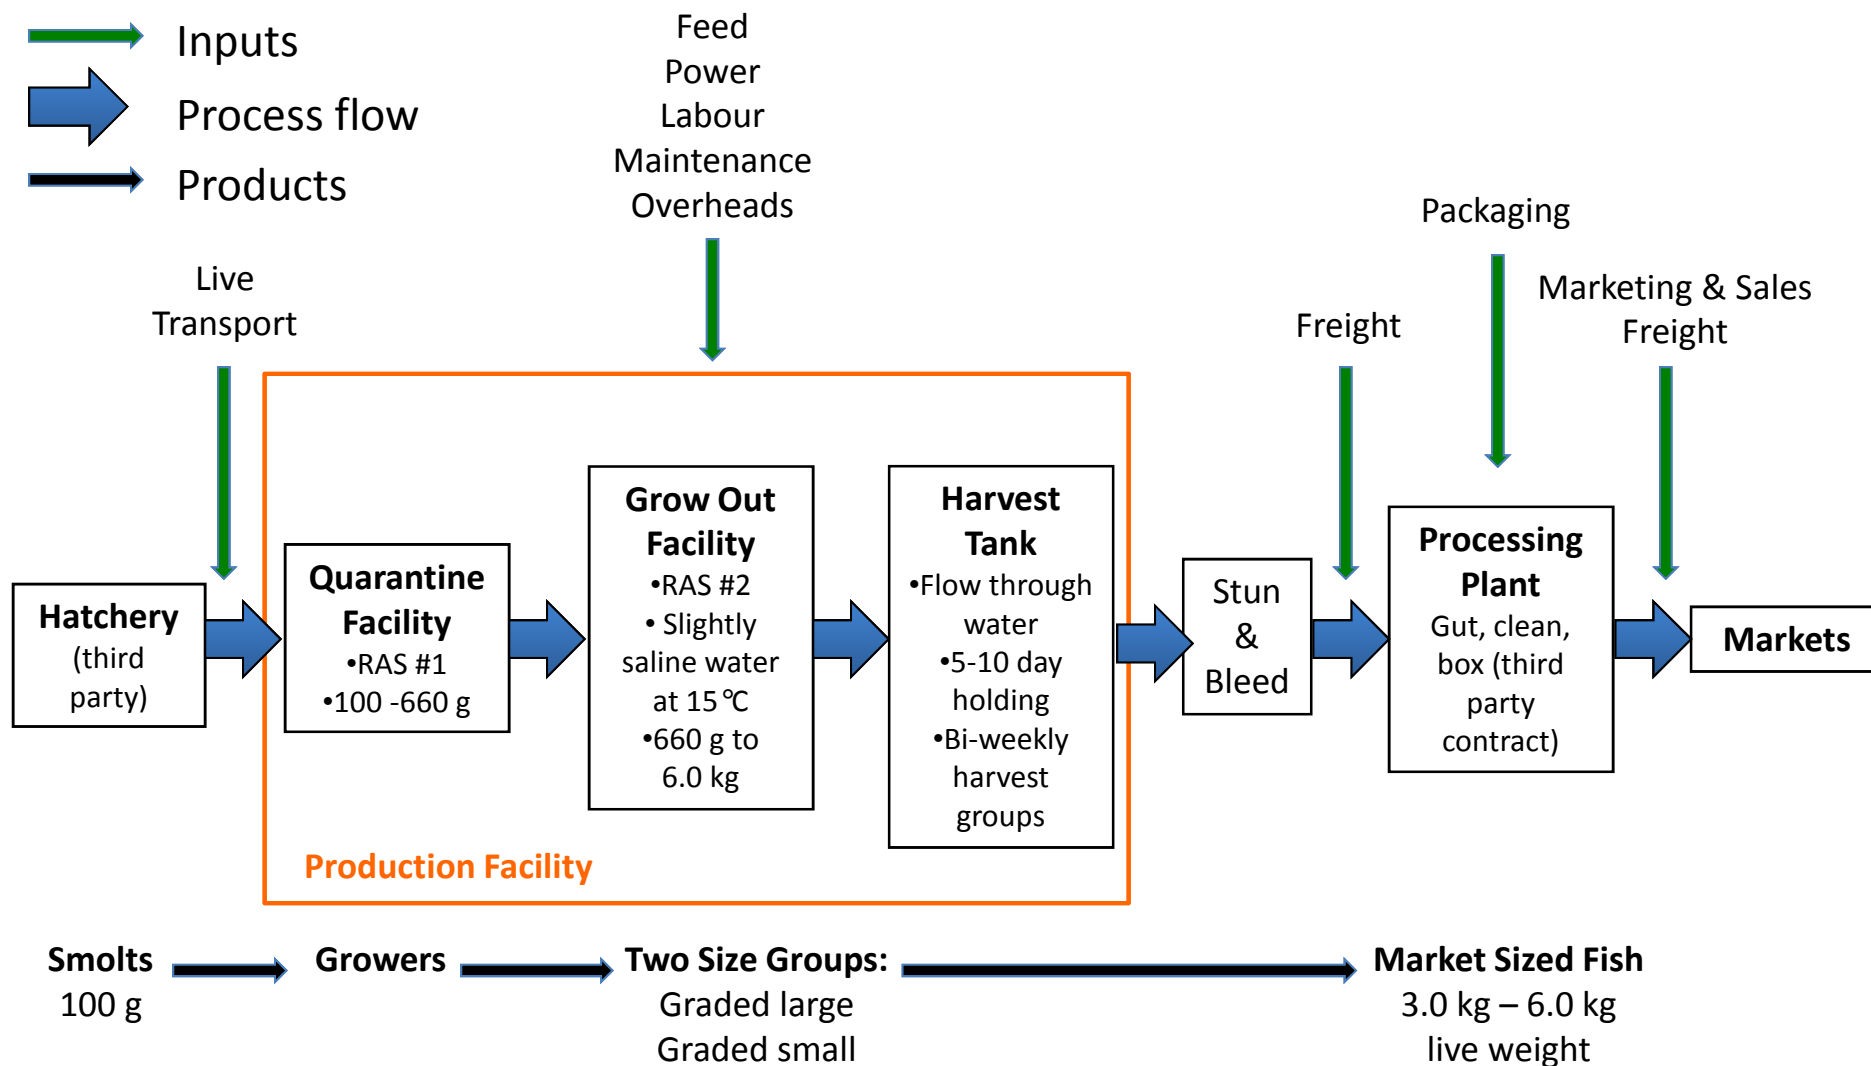 Inputs
Process flow
Products
Feed
Power
Labour
Maintenance
Overheads
Live
Transport
Freight
Packaging
Marketing & Sales
Freight
Hatchery
(third
party)
Quarantine
Facility
•RAS #1
•100 -660 g
Grow Out
Facility
•RAS #2
• Slightly
saline water
at 15℃
•660 g to
6.0 kg
Harvest
Tank
•Flow through
water
•5-10 day
holding
•Bi-weekly
harvest
groups
Stun
&
Bleed
Processing
Plant
Gut, clean,
box (third
party
contract)
Markets
Production Facility
Smolts
100 g
Growers
Two Size Groups:
Graded large
Graded small
Market Sized Fish
3.0 kg – 6.0 kg
live weight